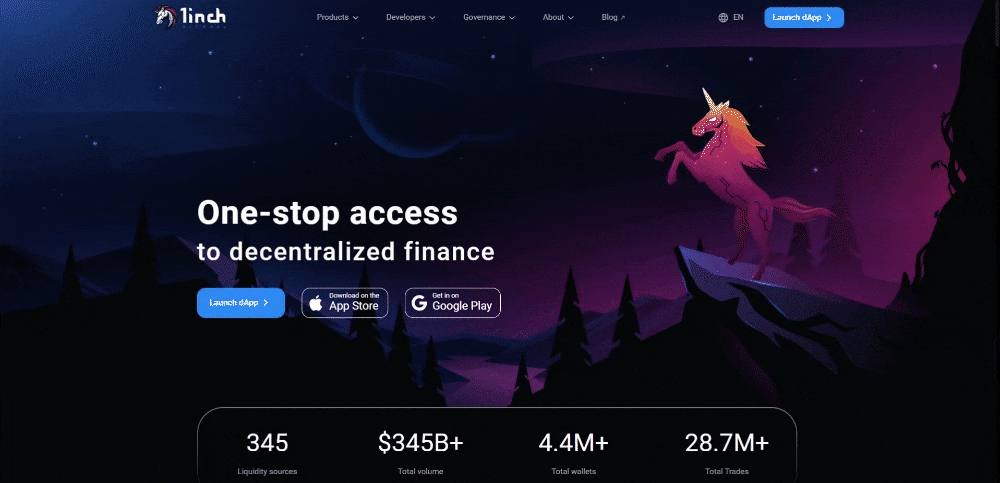 1inch
Products
Developers
Governance
About
Blog ↗
EN
Launch dApp
One-stop access
to decentralized finance
Launch dApp
Download on the
App Store
Get it on
Google Play
345
$345B+
4.4M+
28.7M+
Liquidity sources
Total volume
Total wallets
Total Trades